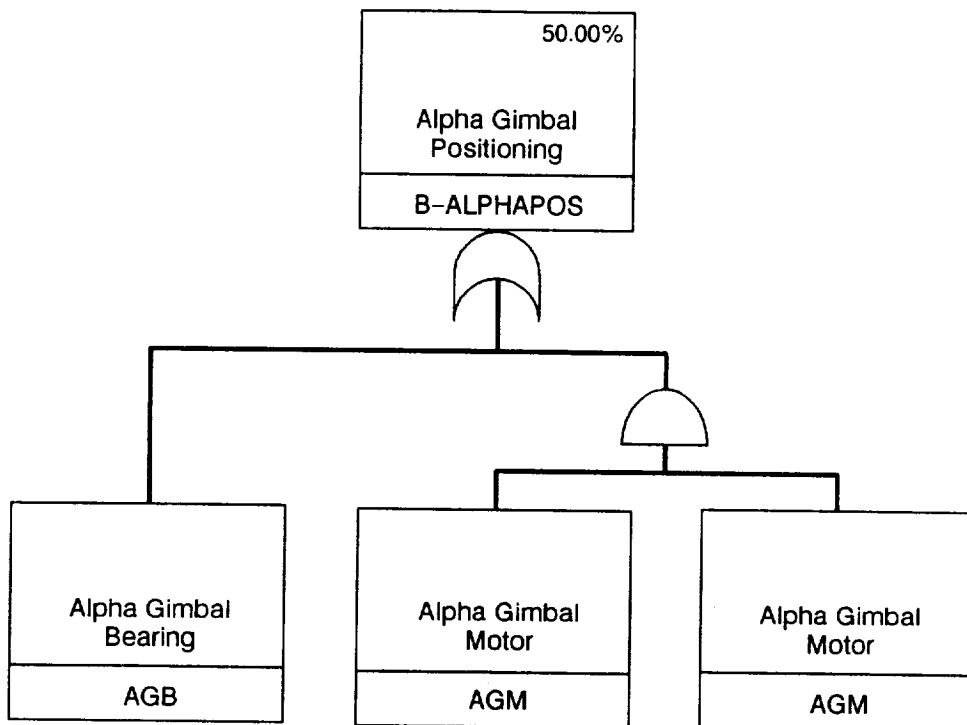 50.00%
Alpha Gimbal
Positioning
B-ALPHAPOS
Alpha Gimbal
Bearing
AGB
Alpha Gimbal
Motor
AGM
Alpha Gimbal
Motor
AGM